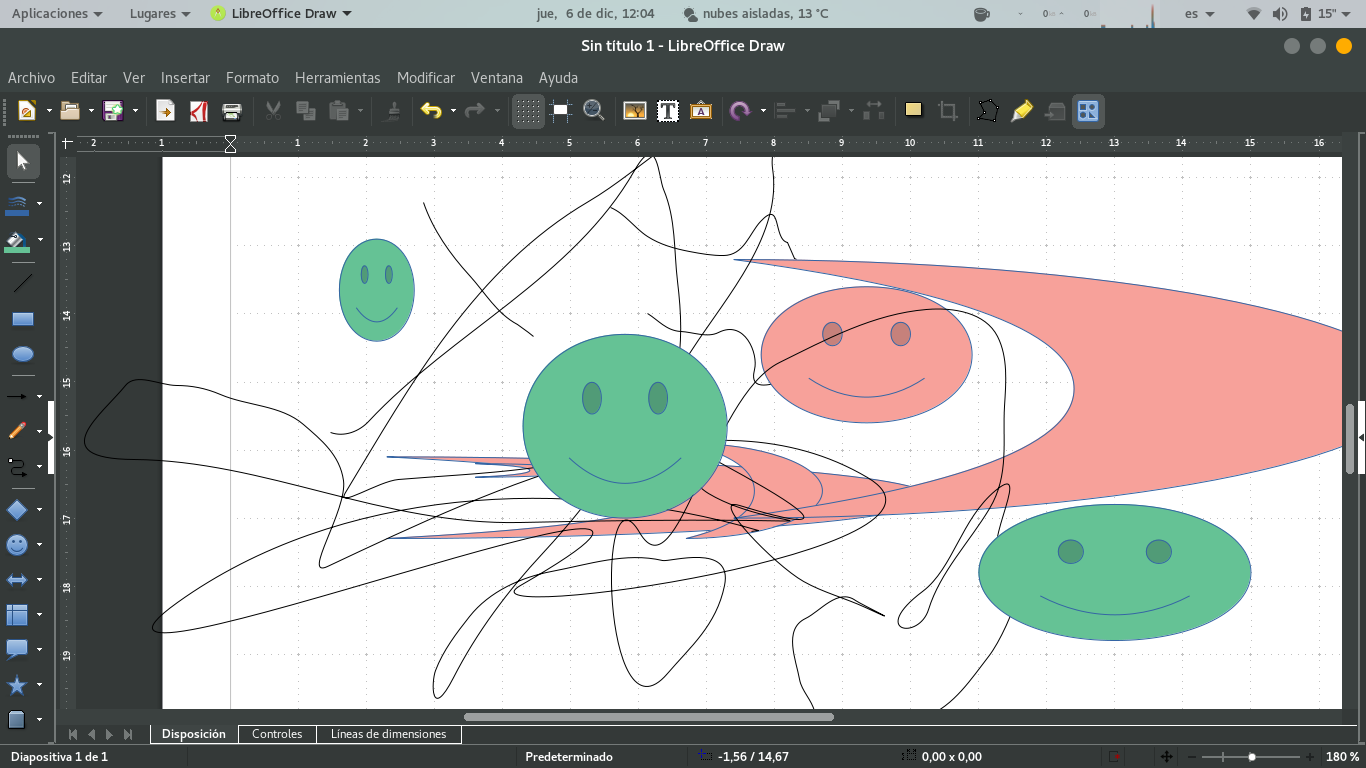 Aplicaciones Lugares LibreOffice Draw jue, 6 de dic, 12:04 nubes aisladas, 13 °C 0 0 es 15"
Sin título 1 - LibreOffice Draw
Archivo Editar Ver Insertar Formato Herramientas Modificar Ventana Ayuda
T A
2 1 1 2 3 4 5 6 7 8 9 10 11 12 13 14 15 16
12
13
14
15
16
17
18
19
Disposición Controles Líneas de dimensiones
Diapositiva 1 de 1 Predeterminado -1,56 / 14,67 0,00 x 0,00 180 %